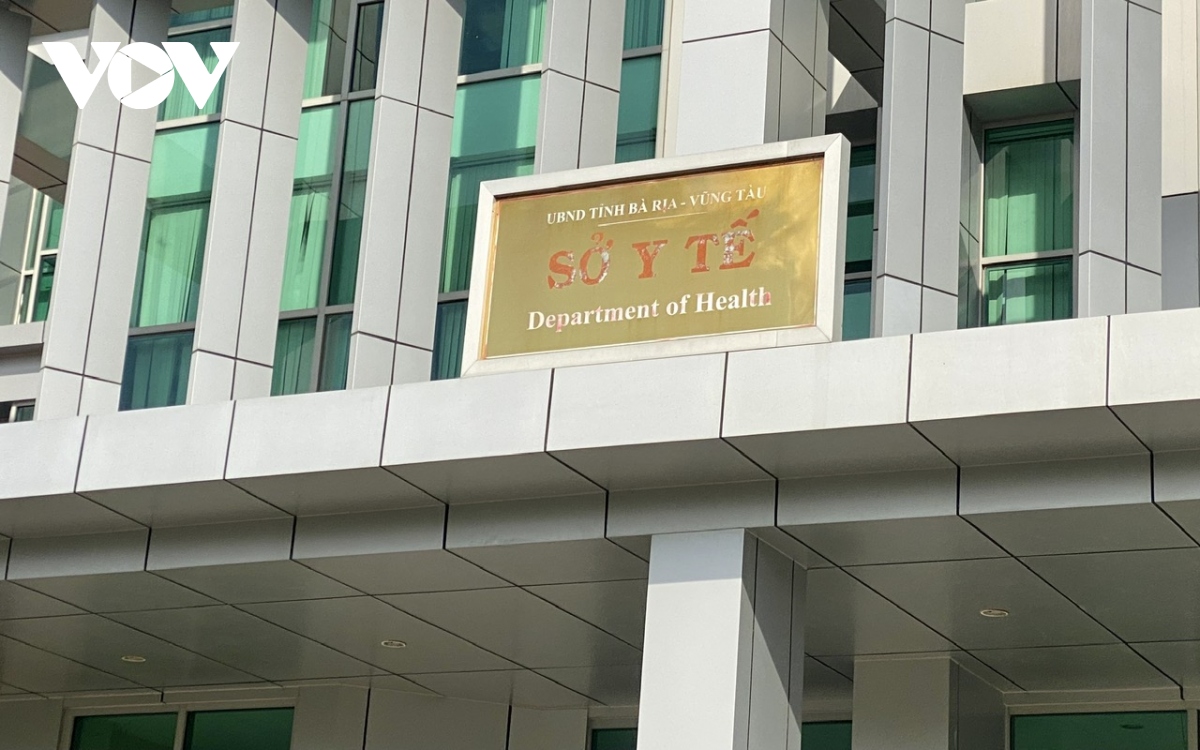 VOV
UBND TỈNH BÀ RỊA - VŨNG TÀU
SỞ Y TẾ
Department of Health